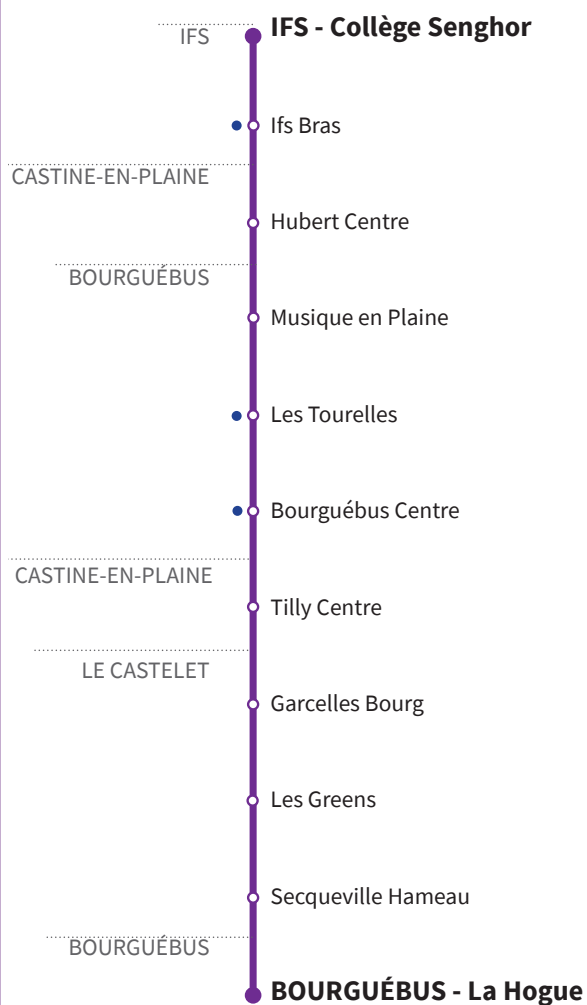 IFS
IFS - Collège Senghor
Ifs Bras
CASTINE-EN-PLAINE
Hubert Centre
BOURGUÉBUS
Musique en Plaine
Les Tourelles
Bourguébus Centre
CASTINE-EN-PLAINE
Tilly Centre
LE CASTELET
Garcelles Bourg
Les Greens
Secqueville Hameau
BOURGUÉBUS
BOURGUÉBUS - La Hogue